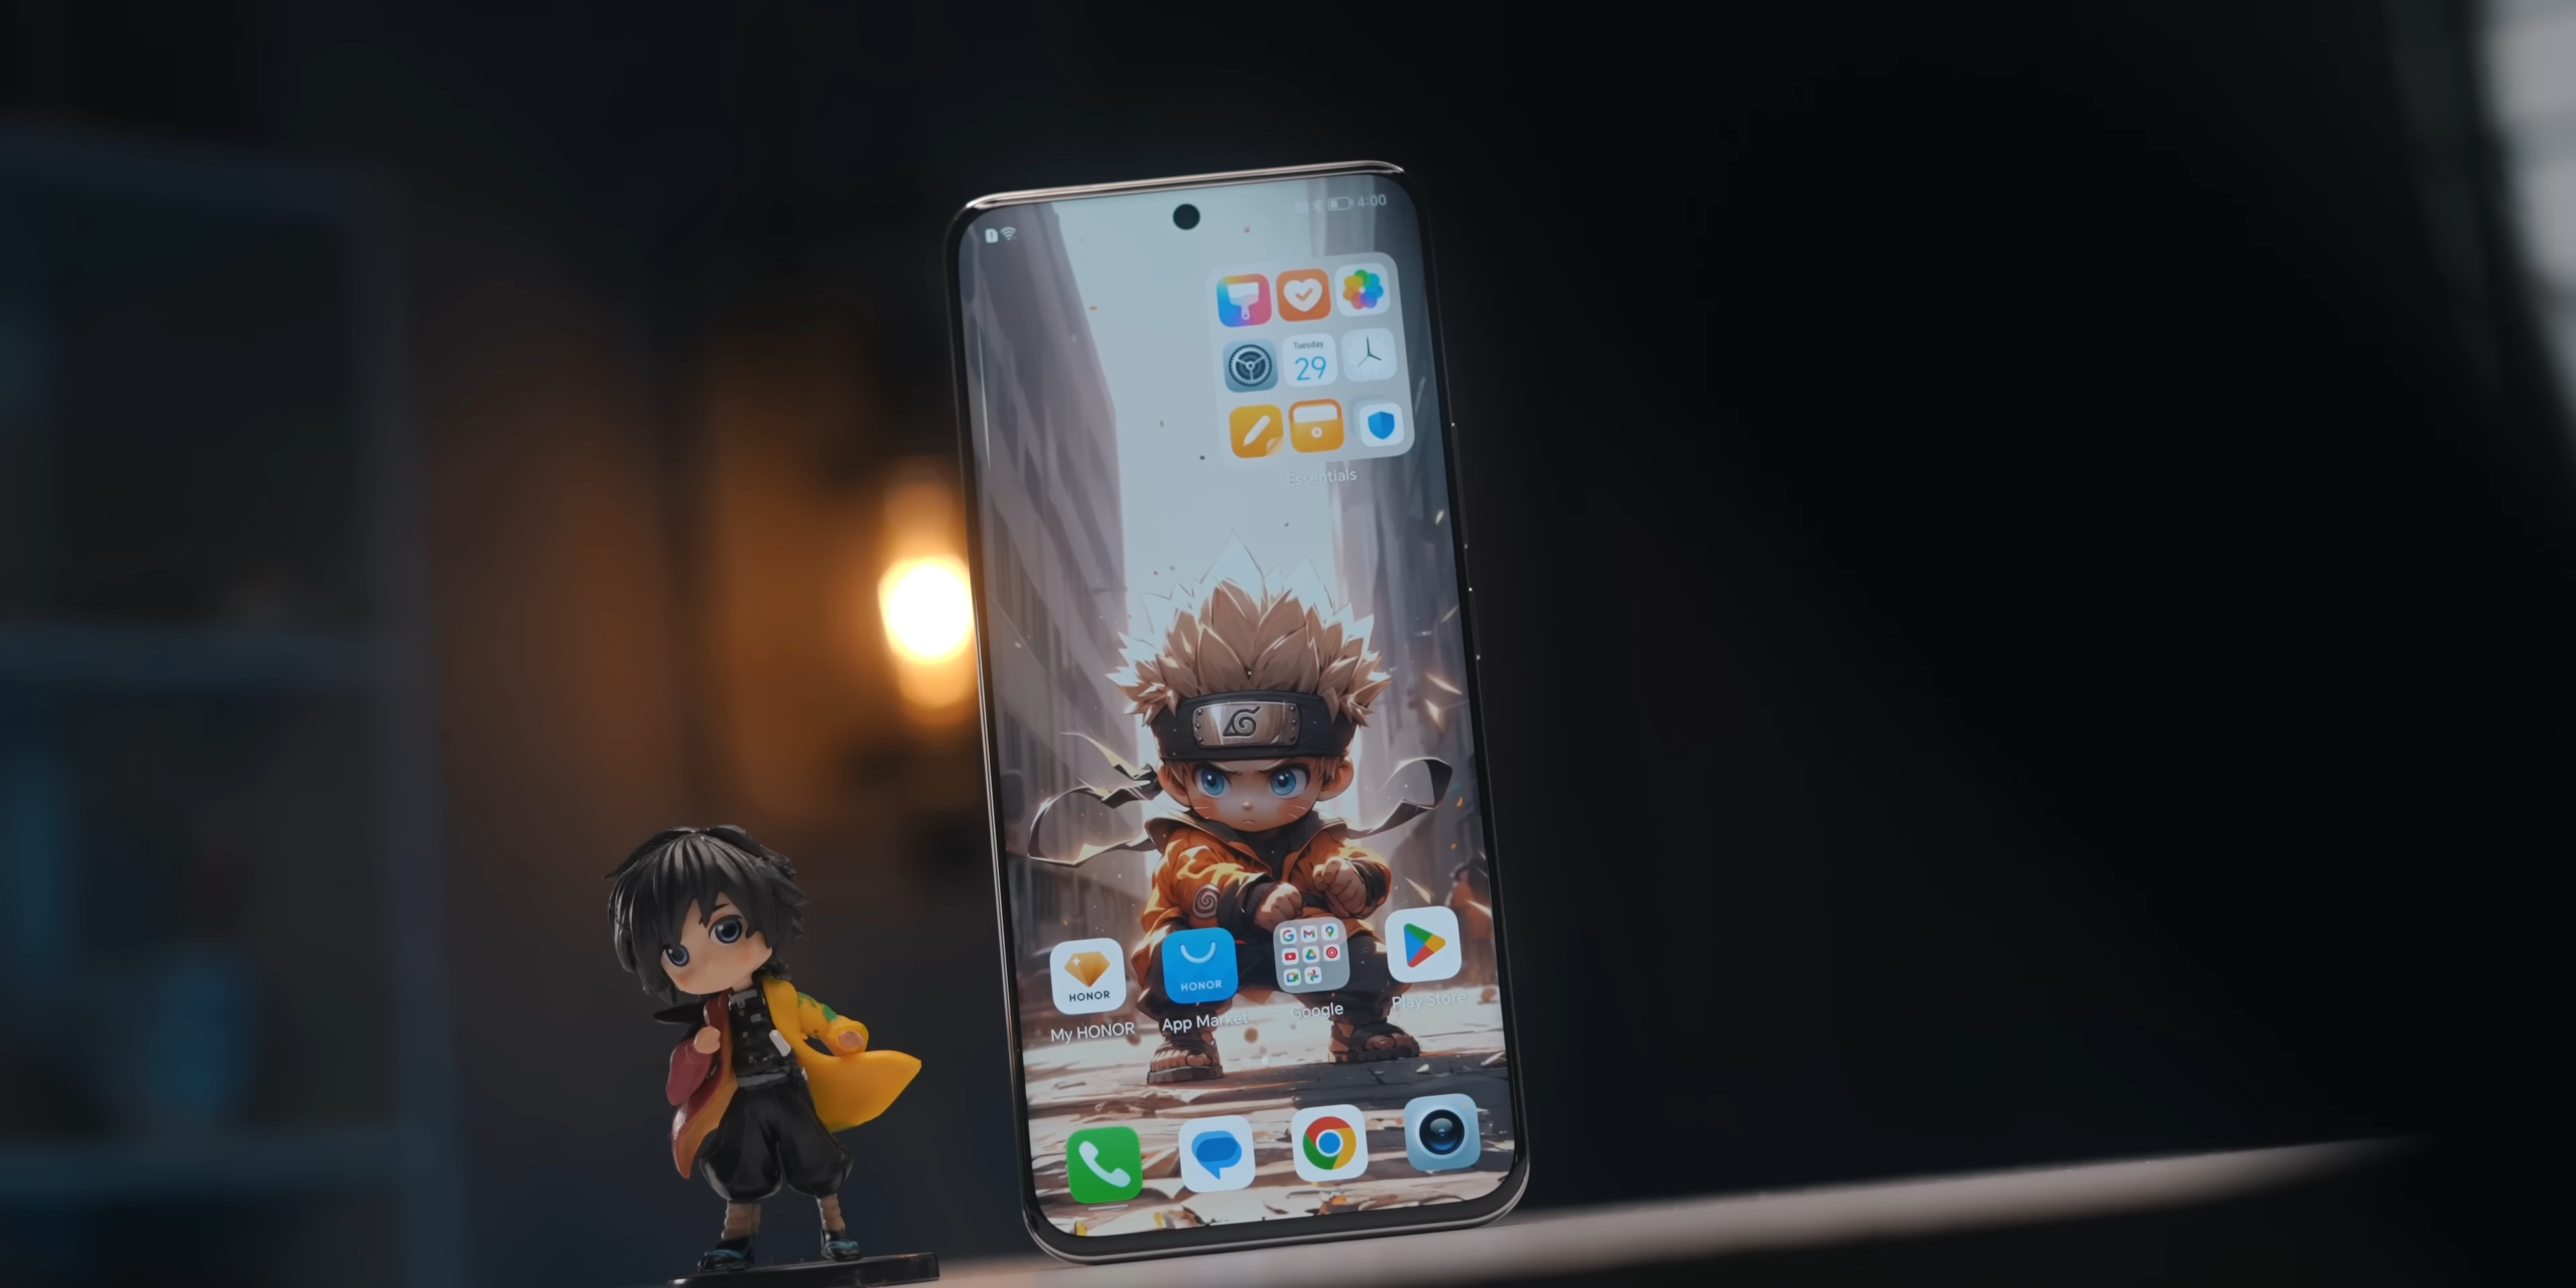 4:00
Tuesday
29
Essentials
HONOR
HONOR
My HONOR
App Market
Google
Play Store